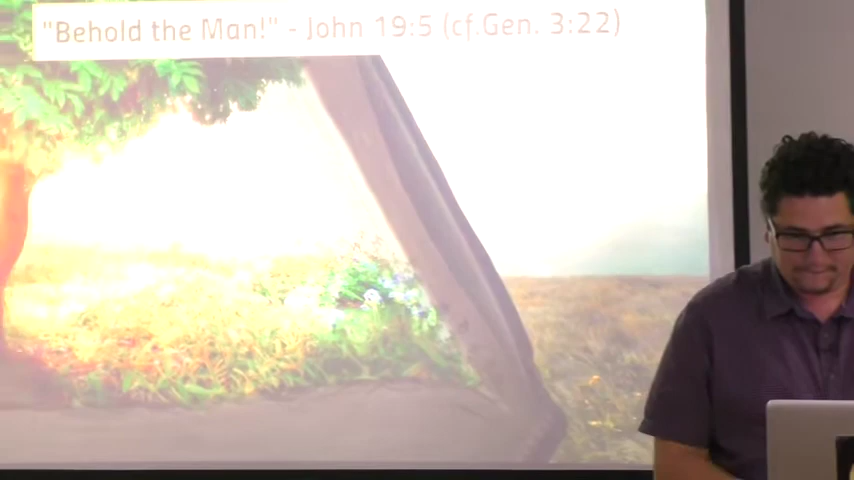 "Behold the Man!" - John 19:5 (cf.Gen. 3:22)